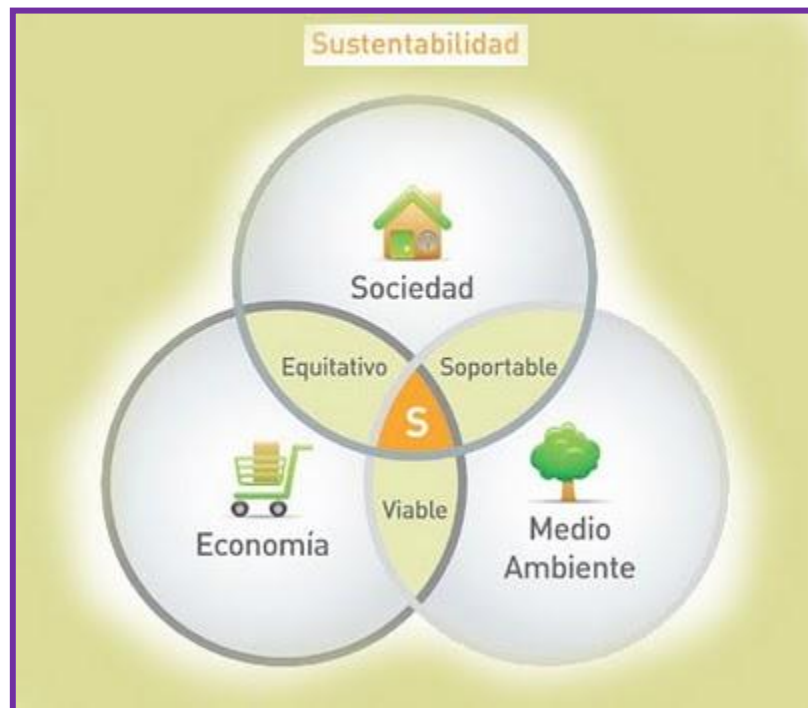 Sustentabilidad
Sociedad
Equitativo
Soportable
S
Viable
Economía
Medio
Ambiente